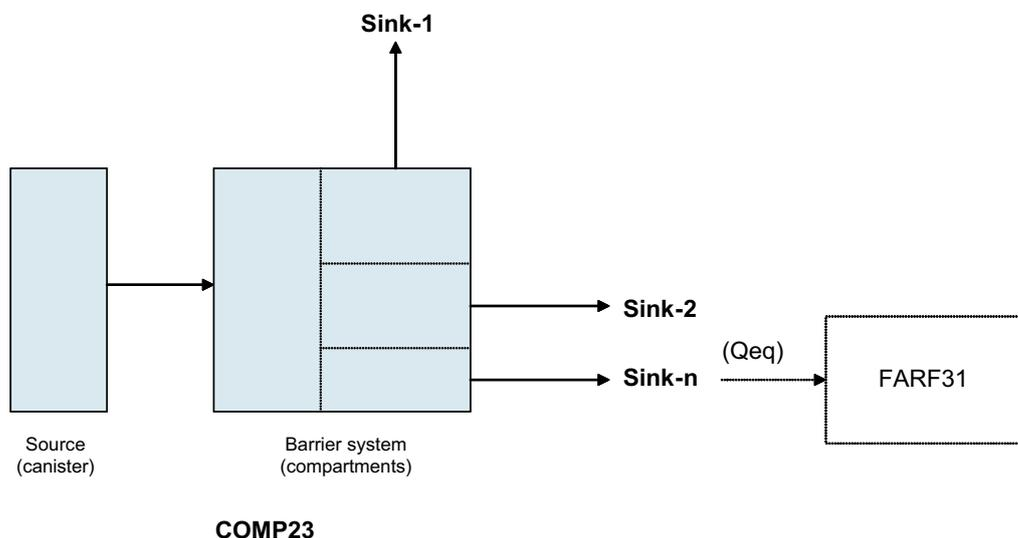 Sink-1
Sink-2
(Qeq)
Sink-n
FARF31
Source
(canister)
Barrier system
(compartments)
COMP23